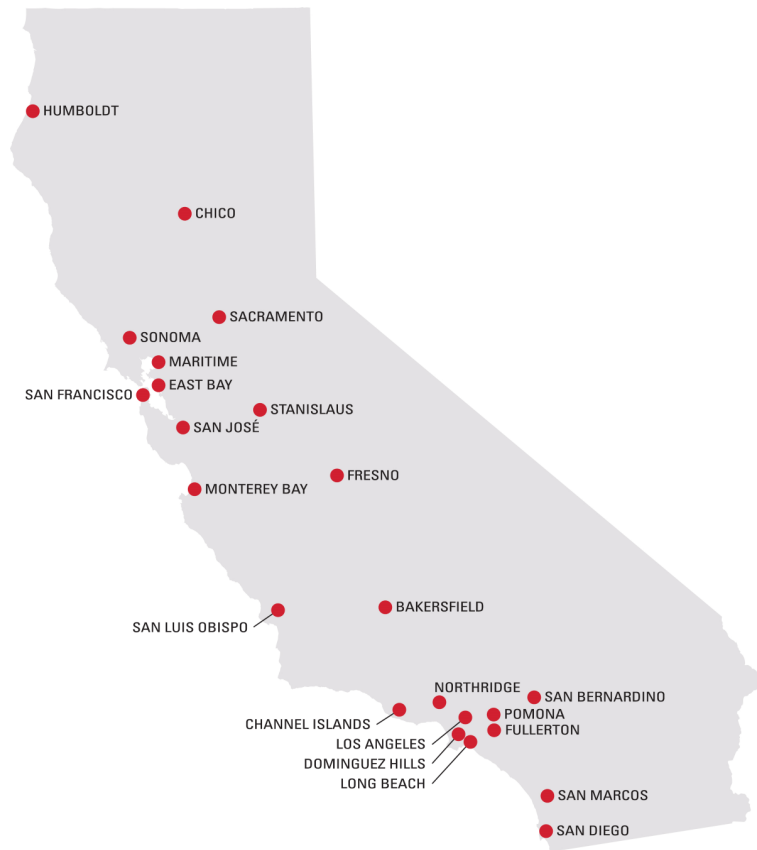 HUMBOLDT
CHICO
SACRAMENTO
SONOMA
MARITIME
EAST BAY
SAN FRANCISCO
STANISLAUS
SAN JOSÉ
FRESNO
MONTEREY BAY
BAKERSFIELD
SAN LUIS OBISPO
NORTHRIDGE
SAN BERNARDINO
POMONA
CHANNEL ISLANDS
FULLERTON
LOS ANGELES
DOMINGUEZ HILLS
LONG BEACH
SAN MARCOS
SAN DIEGO